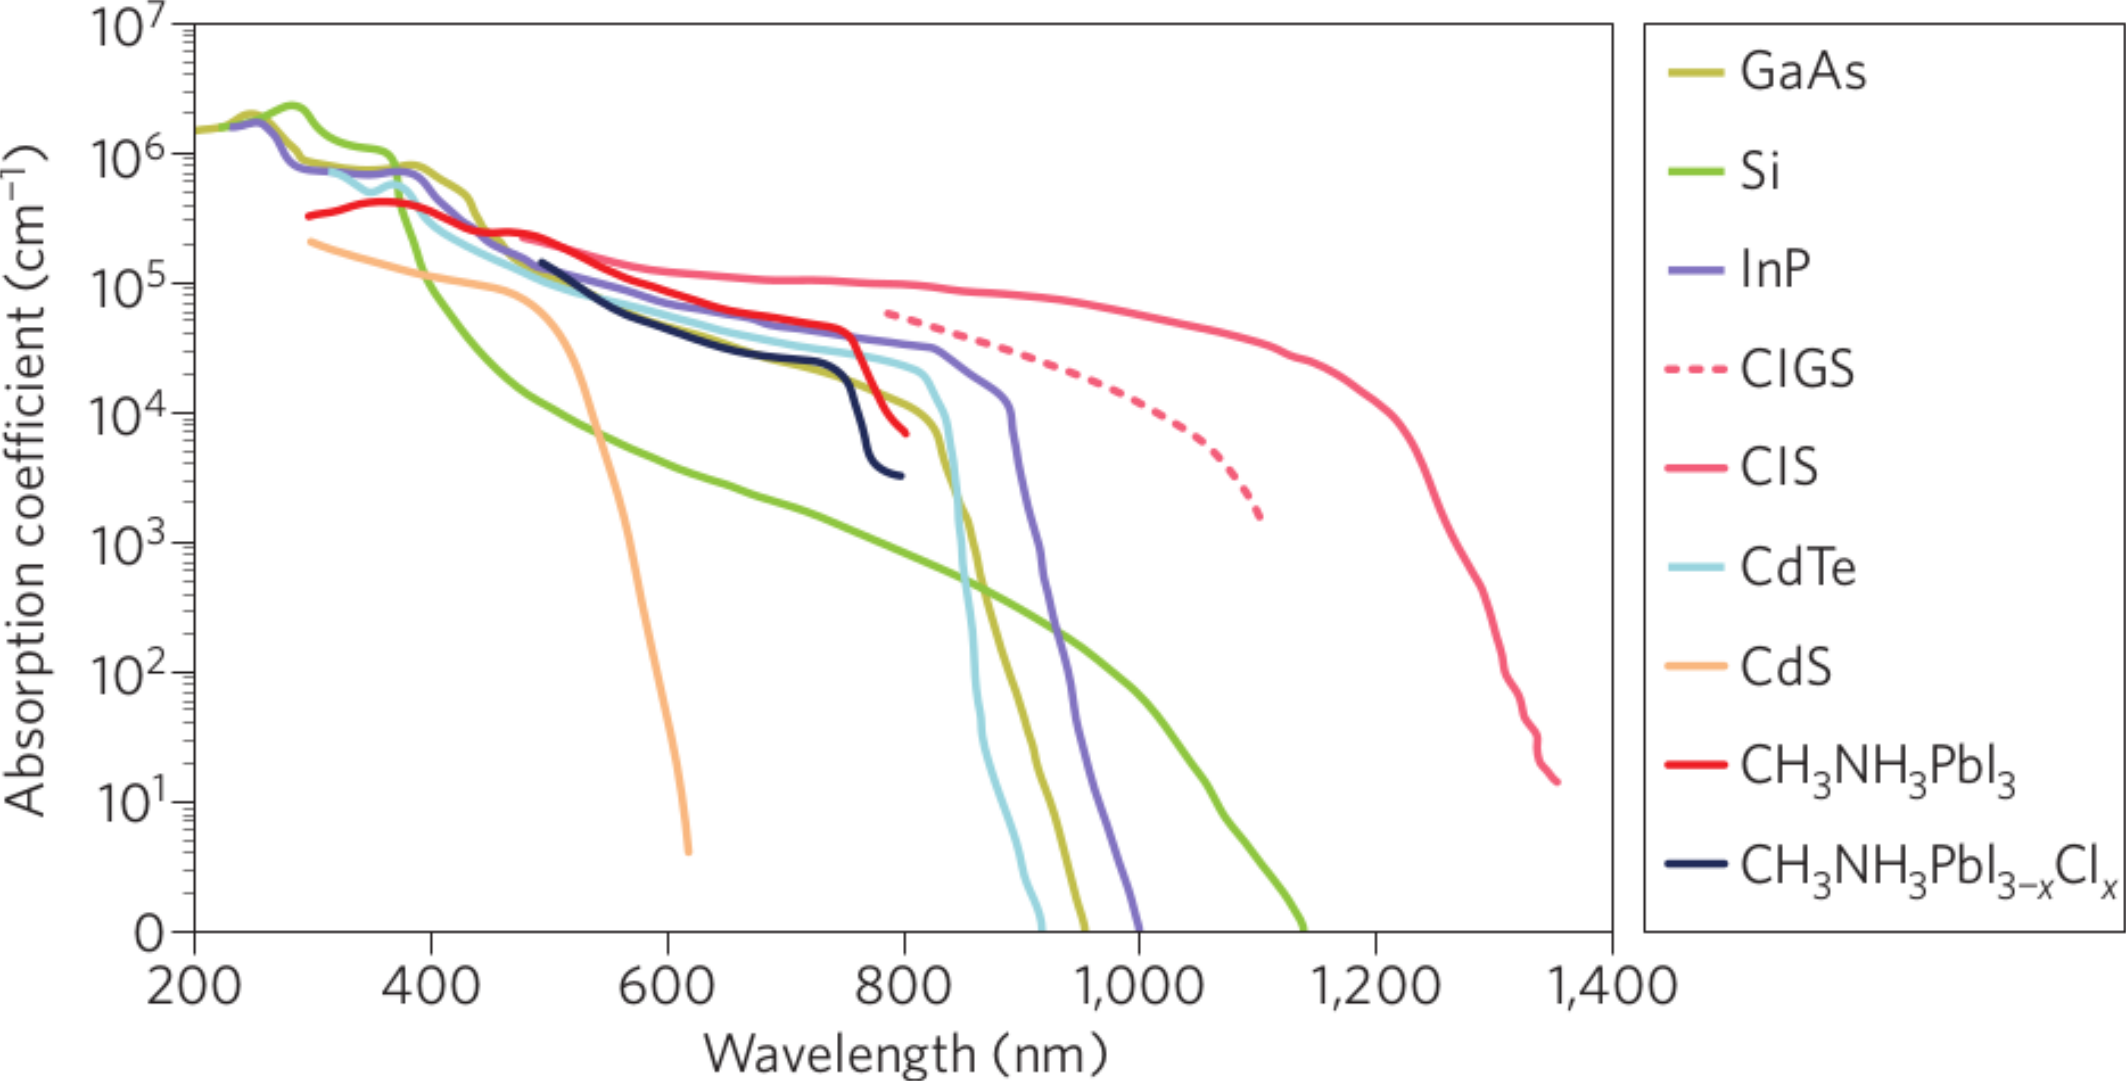 Absorption coefficient (cm⁻¹)
10⁷
10⁶
10⁵
10⁴
10³
10²
10¹
0
200 400 600 800 1,000 1,200 1,400
Wavelength (nm)
GaAs
Si
InP
CIGS
CIS
CdTe
CdS
CH₃NH₃PbI₃
CH₃NH₃PbI₃₋ₓClₓ